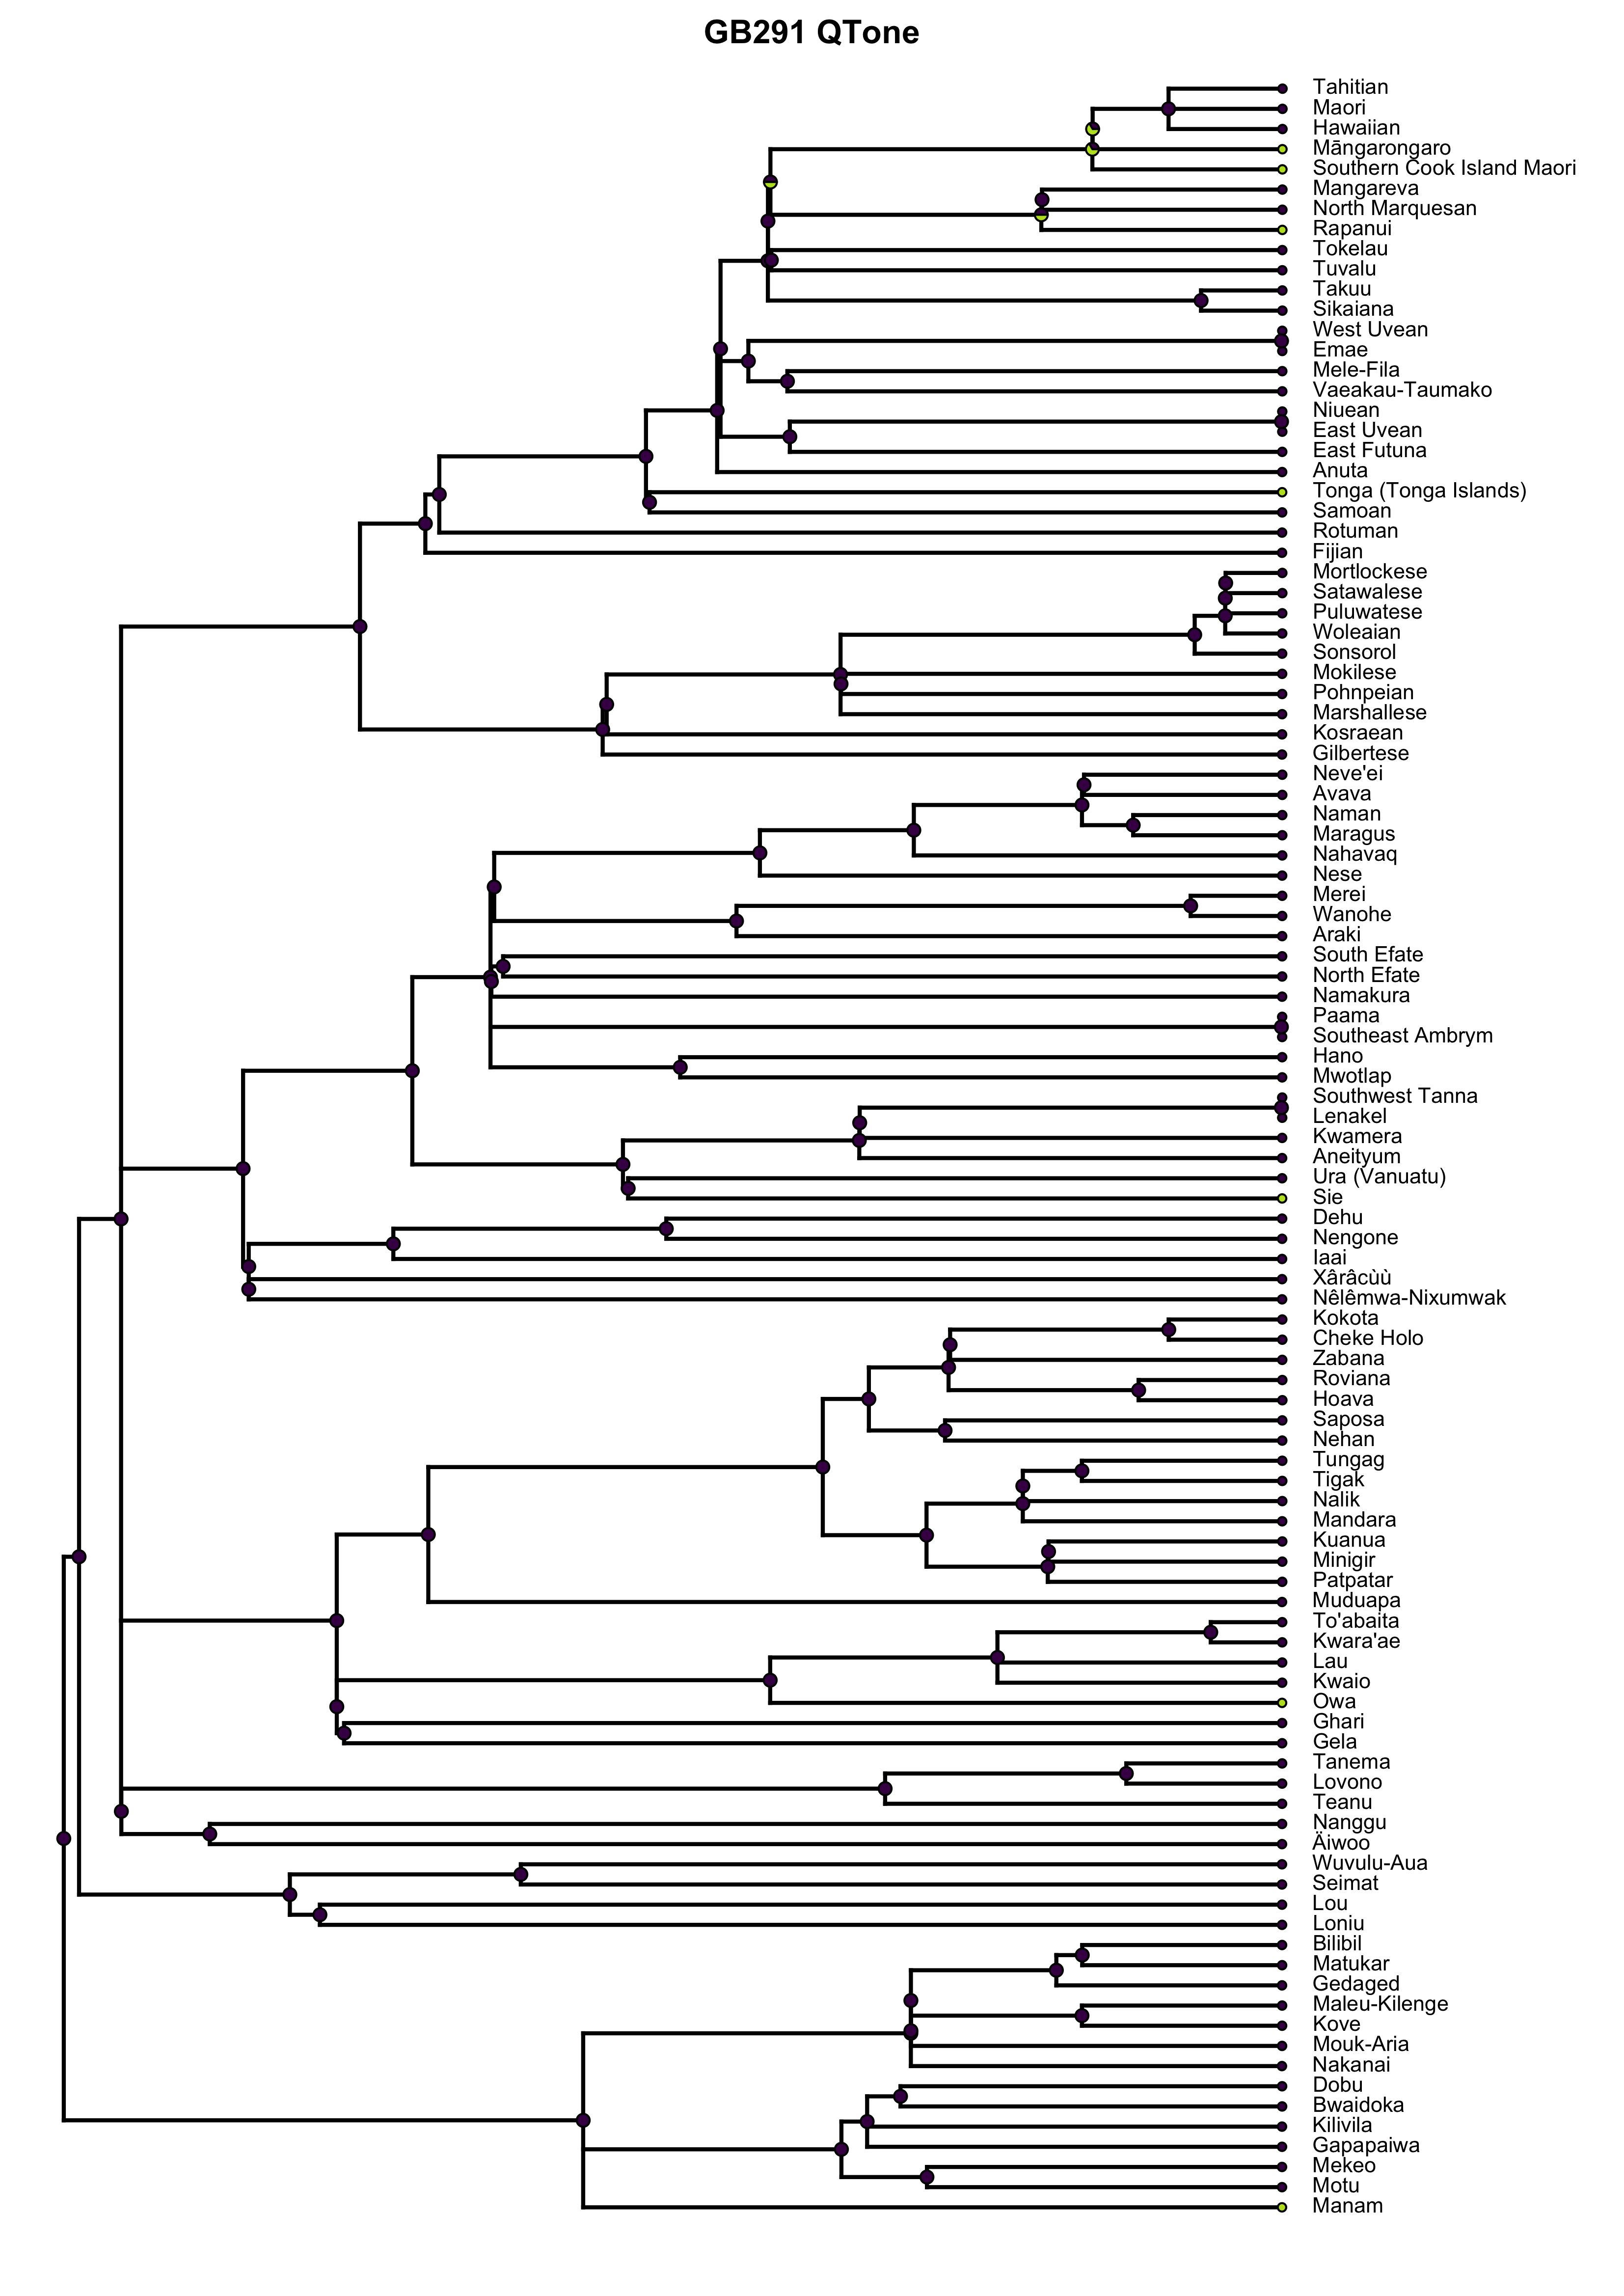 GB291 QTone
Tahitian
Maori
Hawaiian
Māngarongaro
Southern Cook Island Maori
Mangareva
North Marquesan
Rapanui
Tokelau
Tuvalu
Takuu
Sikaiana
West Uvean
Emae
Mele-Fila
Vaeakau-Taumako
Niuean
East Uvean
East Futuna
Anuta
Tonga (Tonga Islands)
Samoan
Rotuman
Fijian
Mortlockese
Satawalese
Puluwatese
Woleaian
Sonsorol
Mokilese
Pohnpeian
Marshallese
Kosraean
Gilbertese
Neve'ei
Avava
Naman
Maragus
Nahavaq
Nese
Merei
Wanohe
Araki
South Efate
North Efate
Namakura
Paama
Southeast Ambrym
Hano
Mwotlap
Southwest Tanna
Lenakel
Kwamera
Aneityum
Ura (Vanuatu)
Sie
Dehu
Nengone
Iaai
Xârâcùù
Nêlêmwa-Nixumwak
Kokota
Cheke Holo
Zabana
Roviana
Hoava
Saposa
Nehan
Tungag
Tigak
Nalik
Mandara
Kuanua
Minigir
Patpatar
Muduapa
To'abaita
Kwara'ae
Lau
Kwaio
Owa
Ghari
Gela
Tanema
Lovono
Teanu
Nanggu
Äiwoo
Wuvulu-Aua
Seimat
Lou
Loniu
Bilibil
Matukar
Gedaged
Maleu-Kilenge
Kove
Mouk-Aria
Nakanai
Dobu
Bwaidoka
Kilivila
Gapapaiwa
Mekeo
Motu
Manam